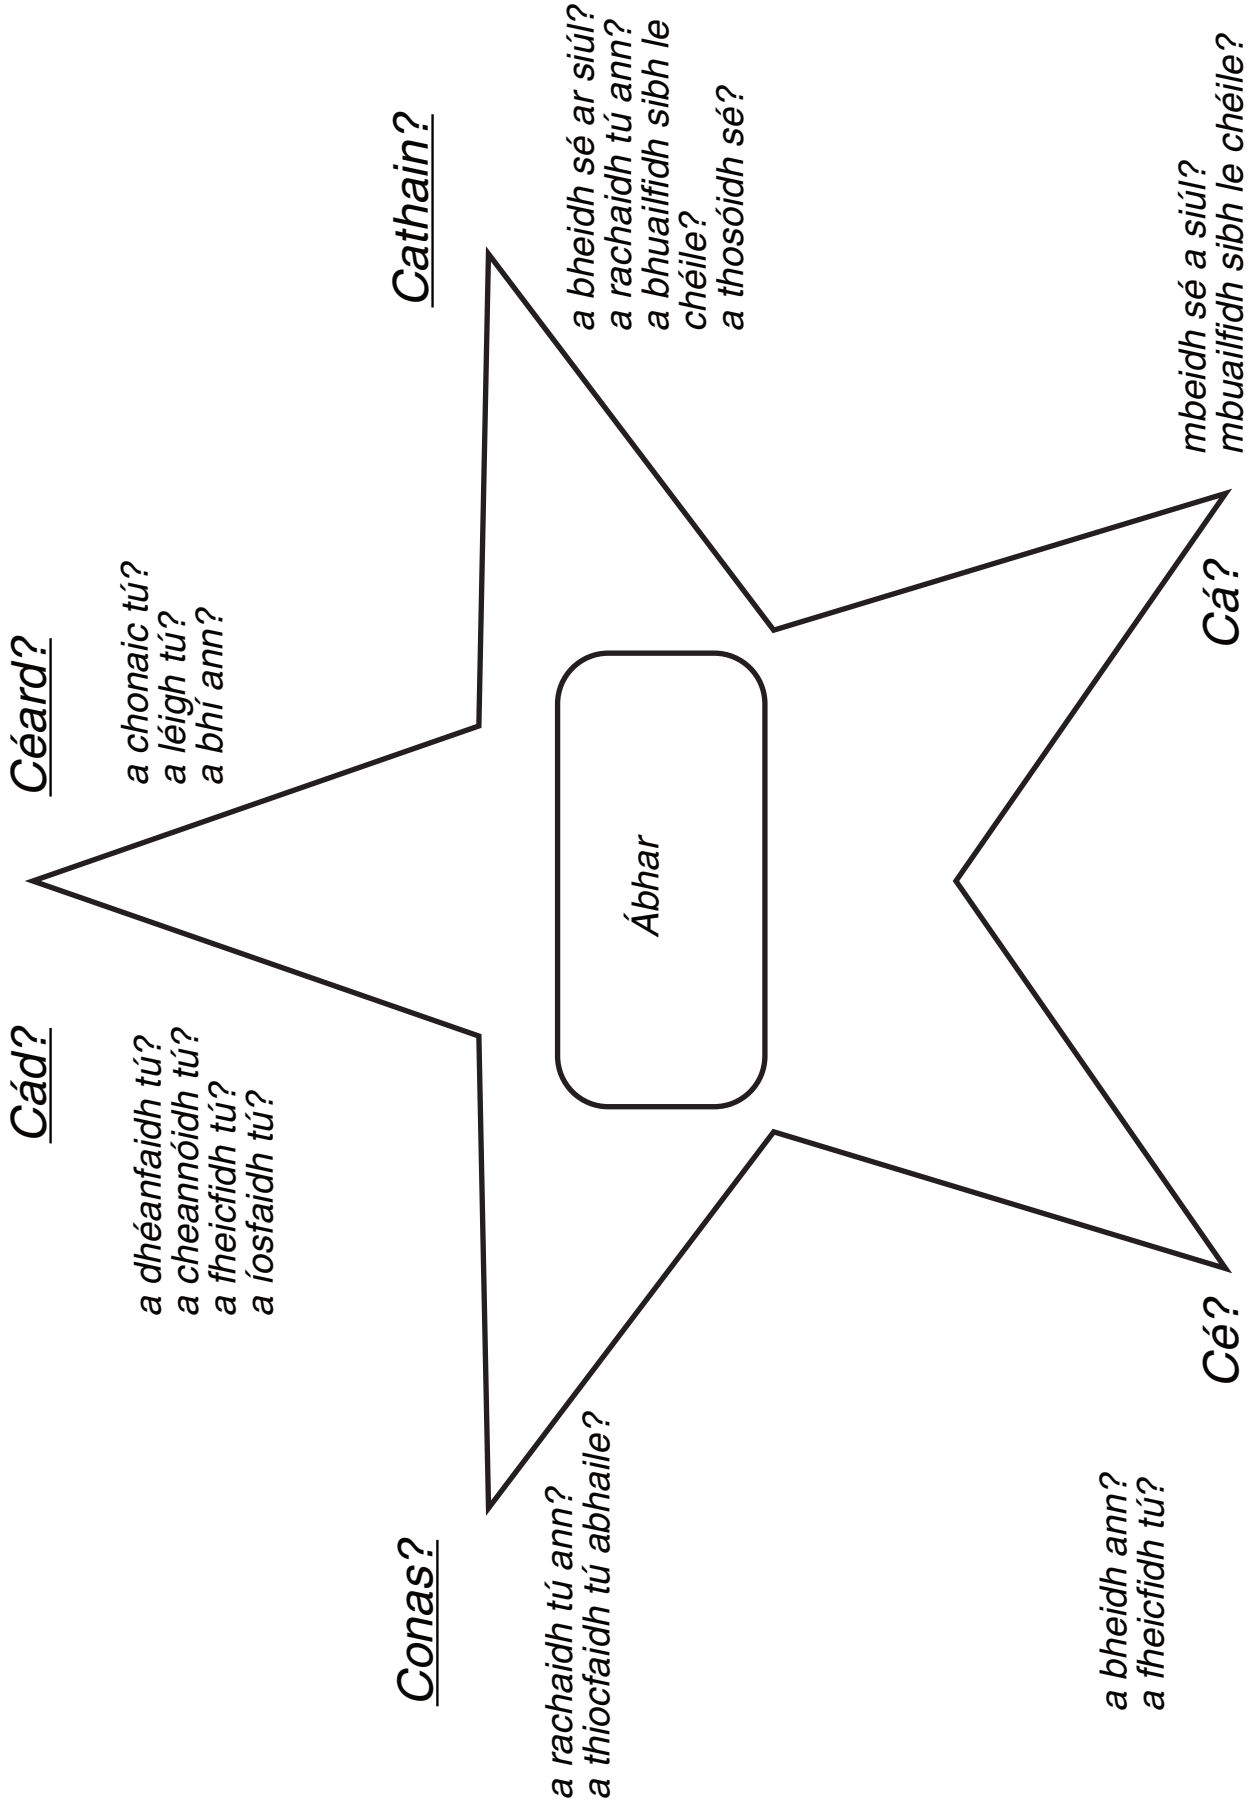 Cád?
a dhéanfaidh tú?
a cheannóidh tú?
a fheicfidh tú?
a íosfaidh tú?
Céard?
a chonaic tú?
a léigh tú?
a bhí ann?
Conas?
a rachaidh tú ann?
a thiocfaidh tú abhaile?
Cathain?
a bheidh sé ar siúl?
a rachaidh tú ann?
a bhuailfidh sibh le
chéile?
a thosóidh sé?
Ábhar
Cé?
a bheidh ann?
a fheicfidh tú?
Cá?
mbeidh sé a siúl?
mbuailfidh sibh le chéile?